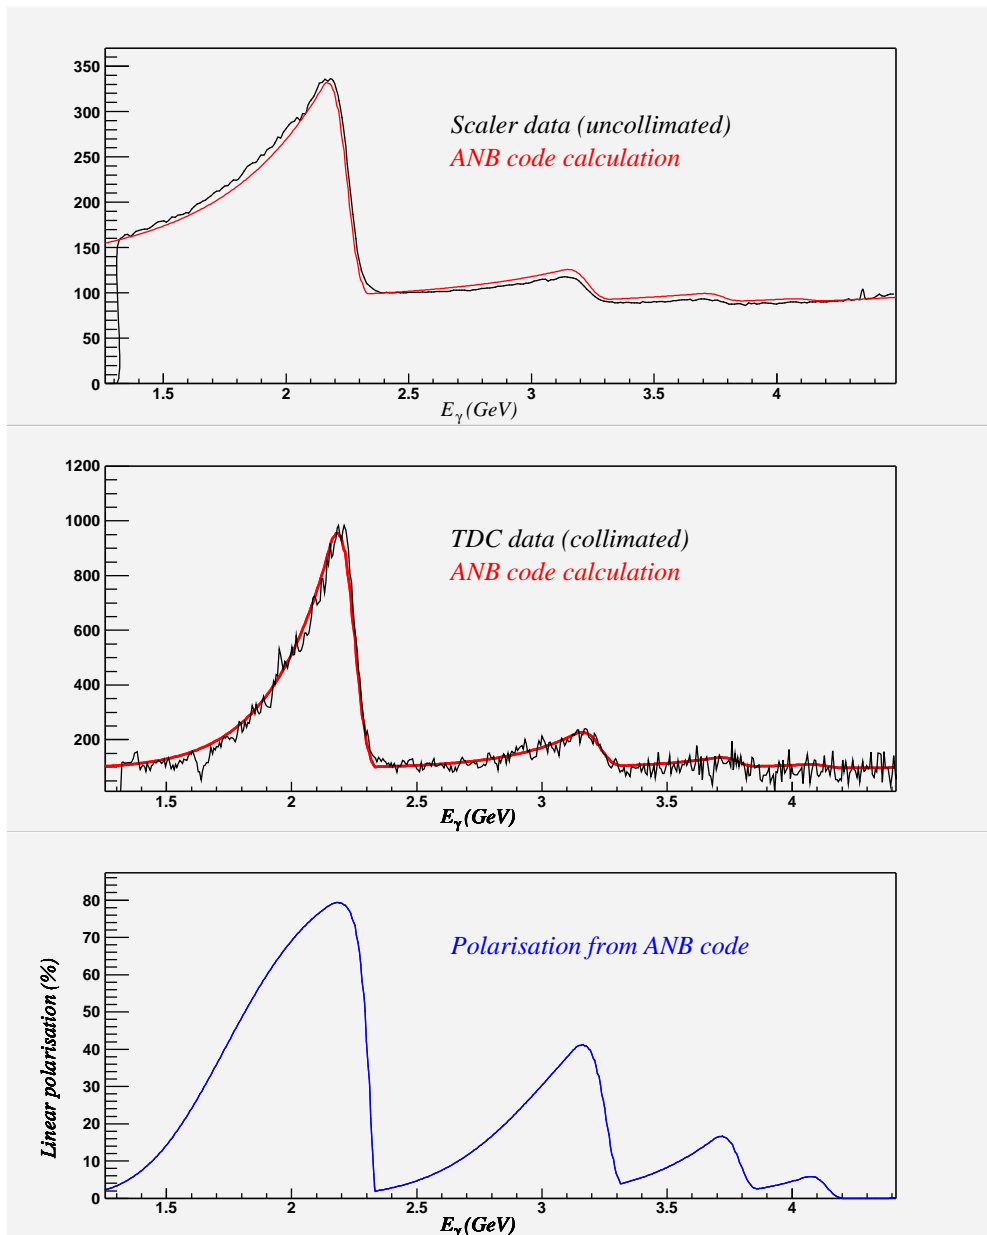 350
300
250
200
150
100
50
0
Scaler data (uncollimated)
ANB code calculation
1.5 2 2.5 3 3.5 4
Eγ (GeV)
1200
1000
800
600
400
200
TDC data (collimated)
ANB code calculation
1.5 2 2.5 3 3.5 4
Eγ (GeV)
Linear polarisation (%)
80
70
60
50
40
30
20
10
0
Polarisation from ANB code
1.5 2 2.5 3 3.5 4
Eγ (GeV)